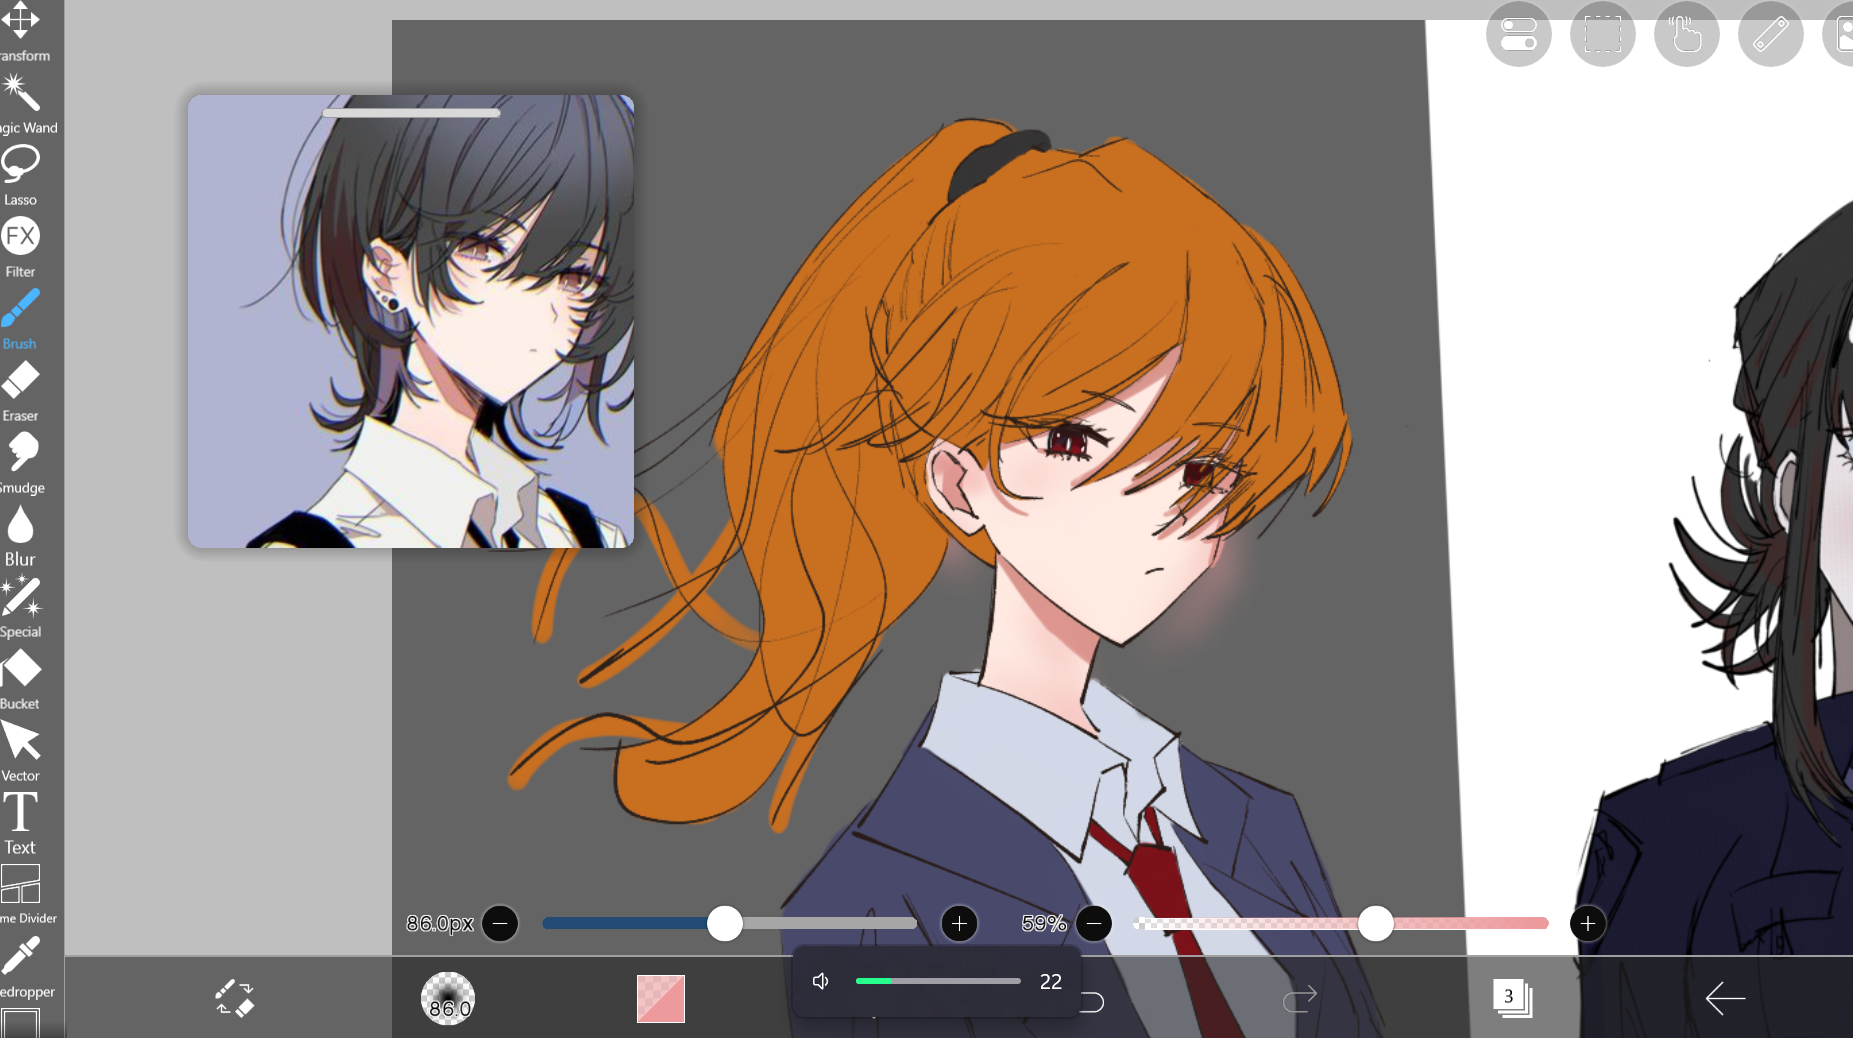 ransform
gic Wand
Lasso
FX
Filter
Brush
Eraser
Smudge
Blur
Special
Bucket
Vector
T
Text
me Divider
edropper
86.0px
59%
22
86.0
3